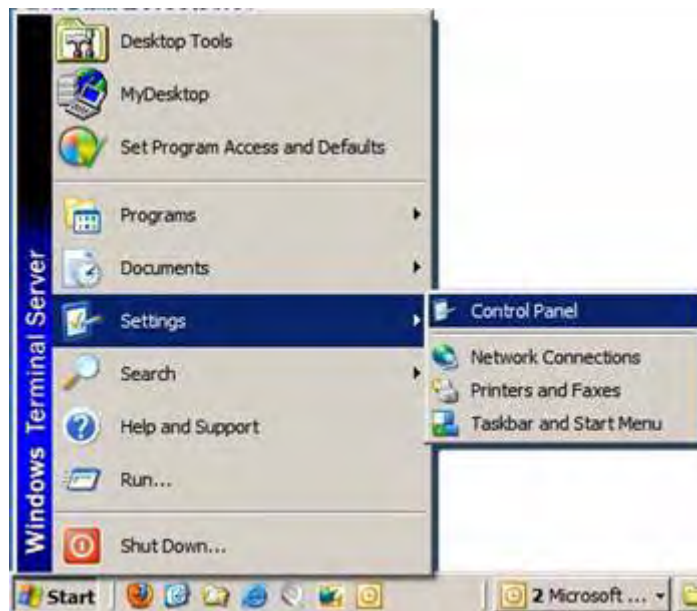 Desktop Tools
MyDesktop
Set Program Access and Defaults
Programs
Documents
Settings
Search
Help and Support
Run...
Shut Down...
Windows Terminal Server
Control Panel
Network Connections
Printers and Faxes
Taskbar and Start Menu
Start
2 Microsoft ...